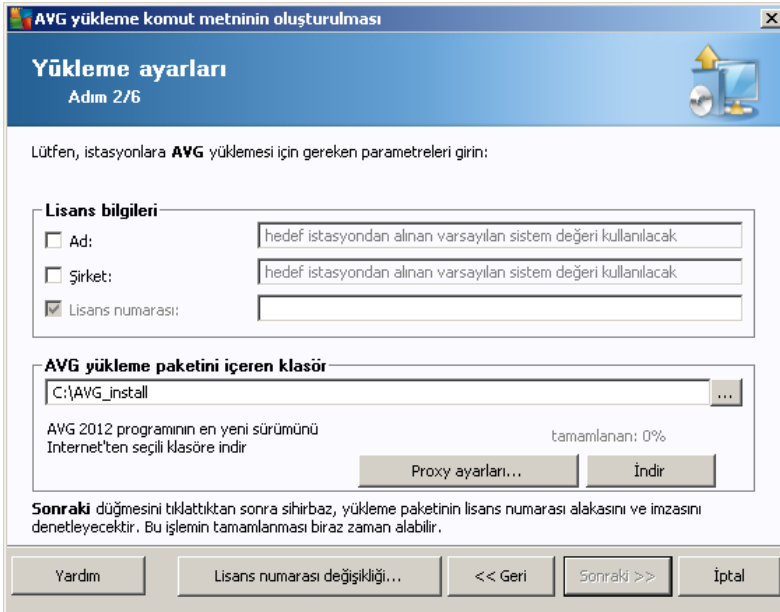 AVG yükleme komut metninin oluşturulması
Yükleme ayarları
Adım 2/6
Lütfen, istasyonlara AVG yüklemesi için gereken parametreleri girin:
Lisans bilgileri
Ad:
hedef istasyondan alınan varsayılan sistem değeri kullanılacak
Şirket:
hedef istasyondan alınan varsayılan sistem değeri kullanılacak
Lisans numarası:
AVG yükleme paketini içeren klasör
C:\AVG_install
...
AVG 2012 programının en yeni sürümünü
Internet'ten seçili klasöre indir
tamamlanan: 0%
Proxy ayarları...
İndir
Sonraki düğmesini tıklattıktan sonra sihirbaz, yükleme paketinin lisans numarası alakasını ve imzasını
denetleyecektir. Bu işlemin tamamlanması biraz zaman alabilir.
Yardım
Lisans numarası değişikliği...
<< Geri
Sonraki >>
İptal